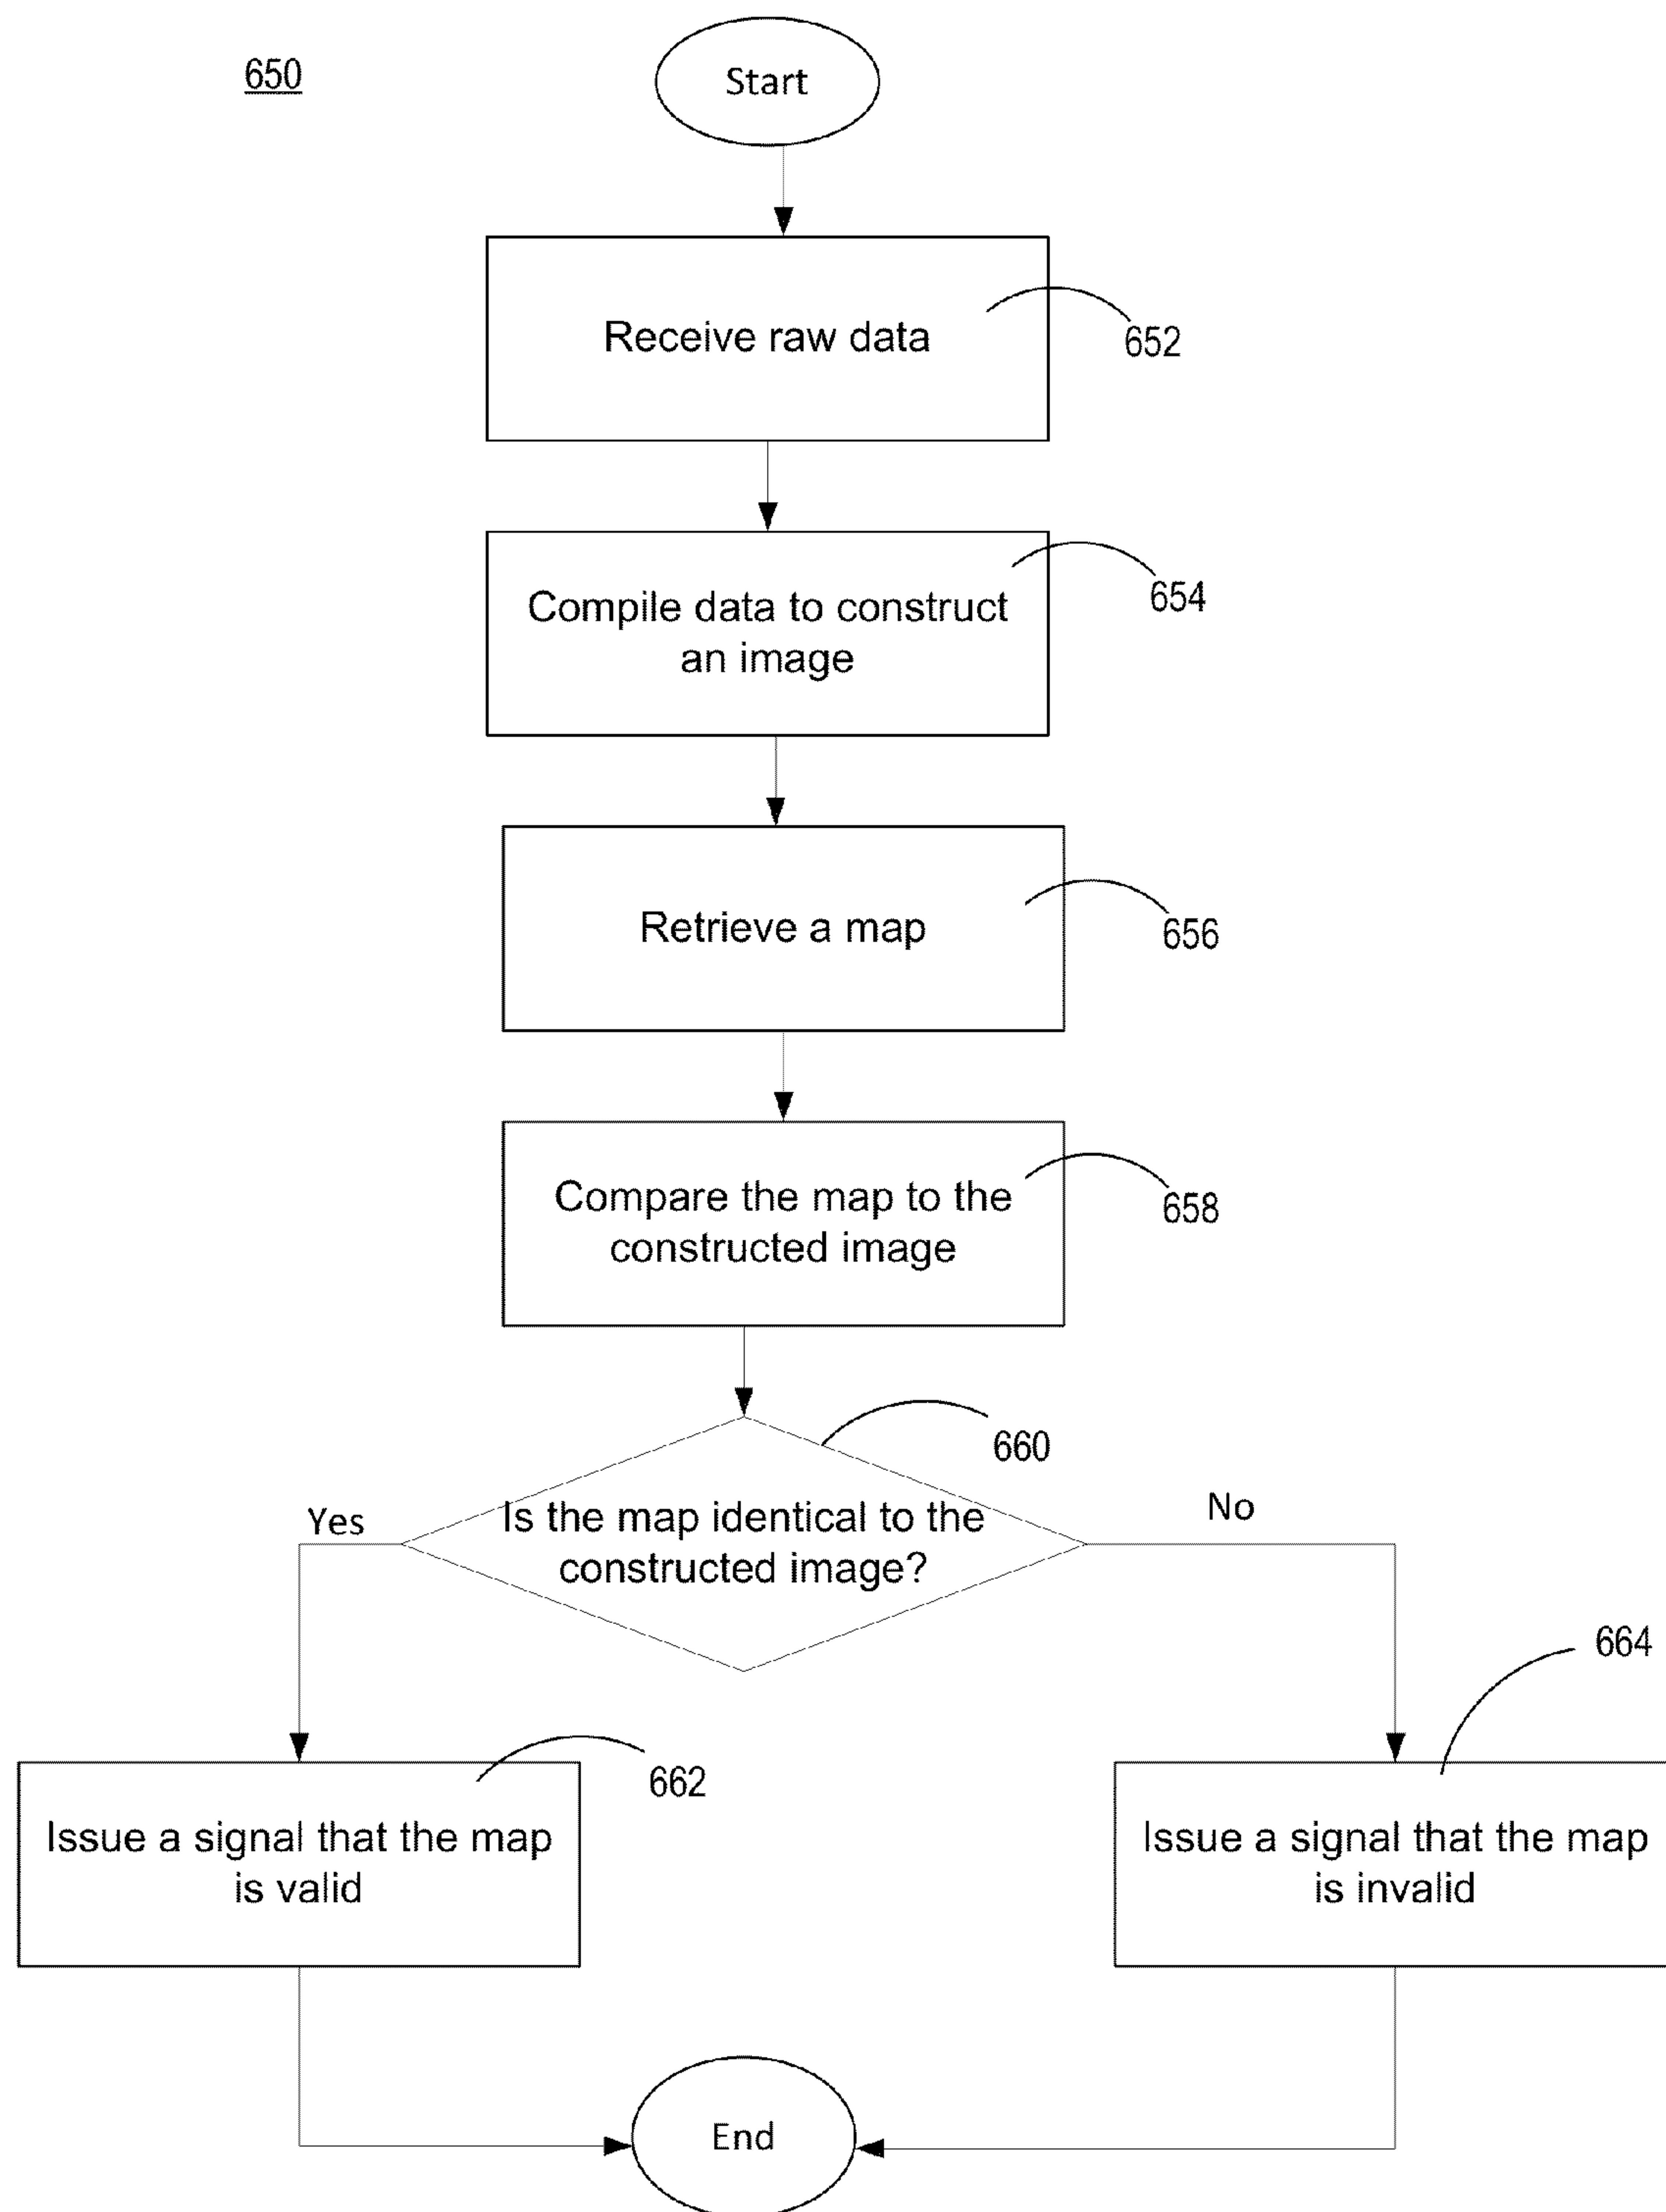 650
Start
Receive raw data
652
Compile data to construct
an image
654
Retrieve a map
656
Compare the map to the
constructed image
658
660
Yes
Is the map identical to the
constructed image?
No
664
662
Issue a signal that the map
is valid
Issue a signal that the map
is invalid
End